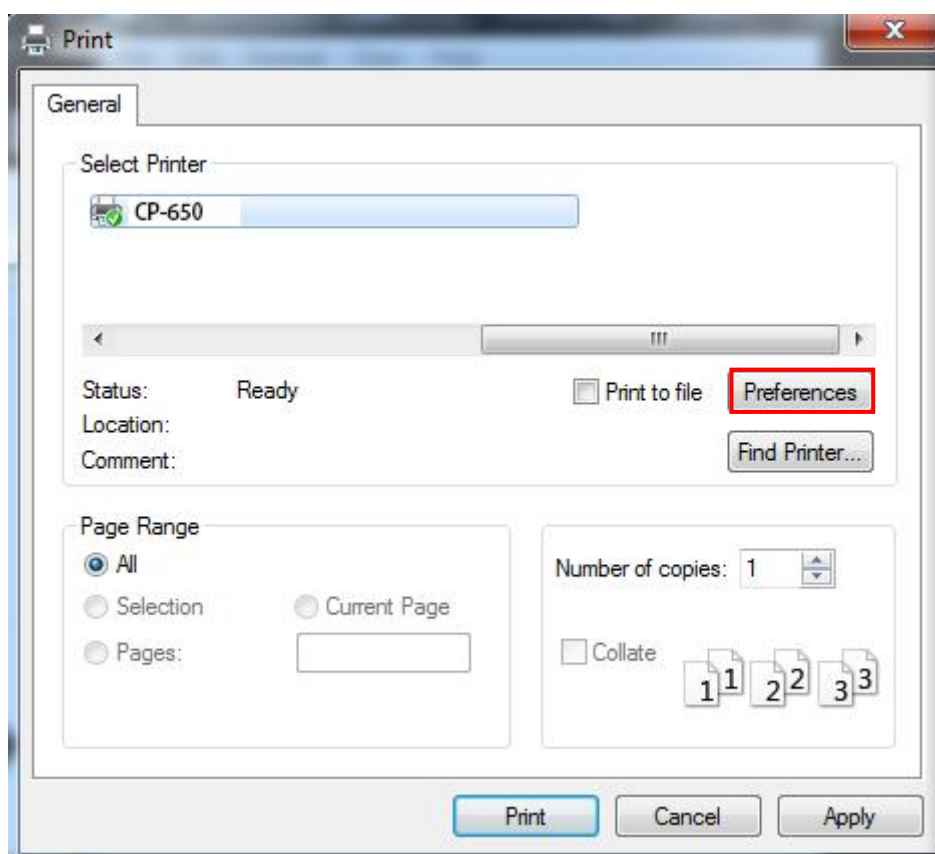 Print
General
Select Printer
CP-650
Status: Ready
Print to file
Preferences
Location:
Comment:
Find Printer...
Page Range
All
Selection
Current Page
Pages:
Number of copies: 1
Collate
1 1 2 2 3 3
Print
Cancel
Apply